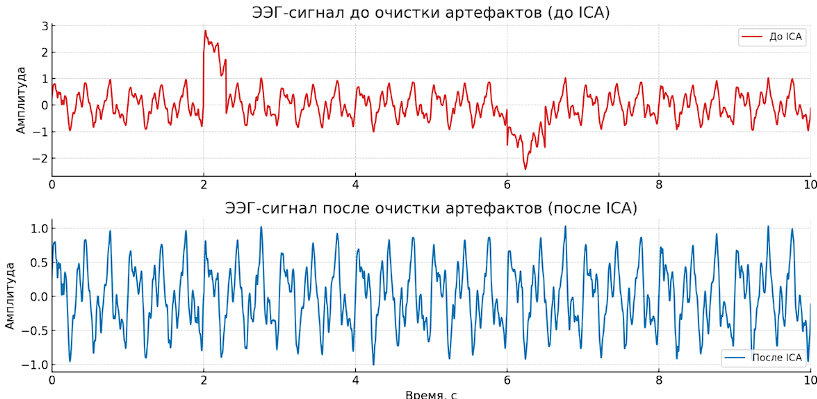 ЭЭГ-сигнал до очистки артефактов (до ICA)
До ICA
Амплитуда
3
2
1
0
−1
−2
0 2 4 6 8 10
ЭЭГ-сигнал после очистки артефактов (после ICA)
Амплитуда
1.0
0.5
0.0
−0.5
−1.0
После ICA
0 2 4 6 8 10
Время, с